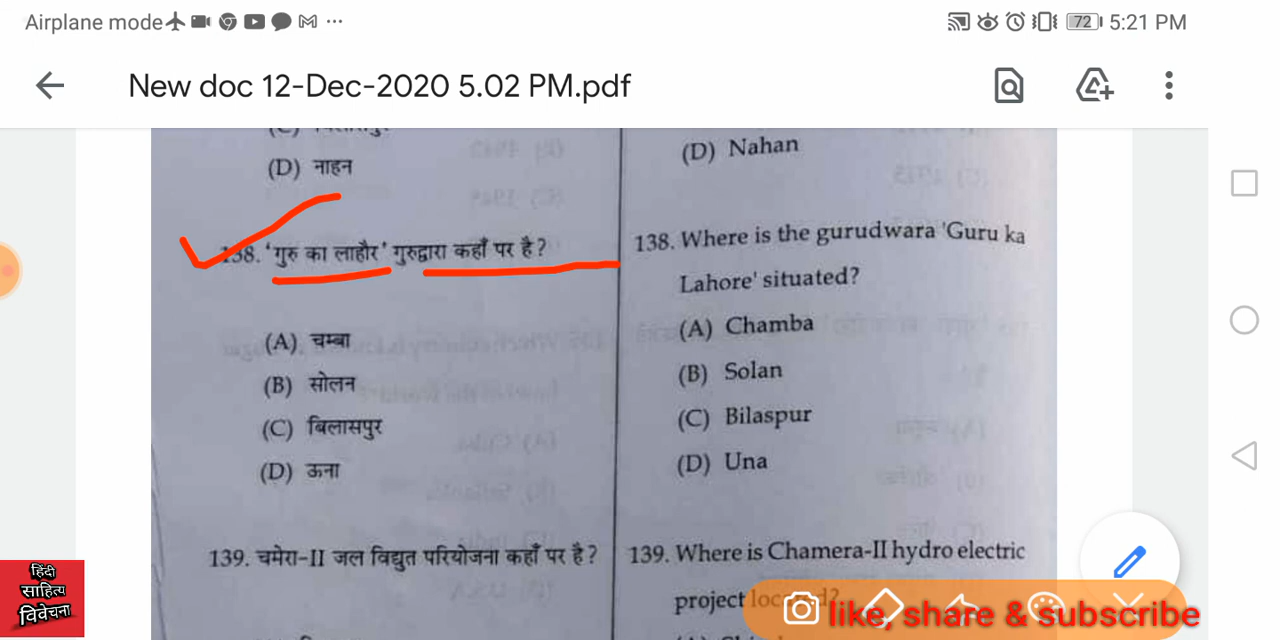 Airplane mode
72 5:21 PM
New doc 12-Dec-2020 5.02 PM.pdf
(D) नाहन
138. 'गुरु का लाहौर' गुरुद्वारा कहाँ पर है?
(A) चम्बा
(B) सोलन
(C) बिलासपुर
(D) ऊना
139. चमेरा-II जल विद्युत परियोजना कहाँ पर है?
(D) Nahan
138. Where is the gurudwara 'Guru ka
Lahore' situated?
(A) Chamba
(B) Solan
(C) Bilaspur
(D) Una
139. Where is Chamera-II hydro electric
project located?
like, share & subscribe
हिंदी
साहित्य
विवेचना